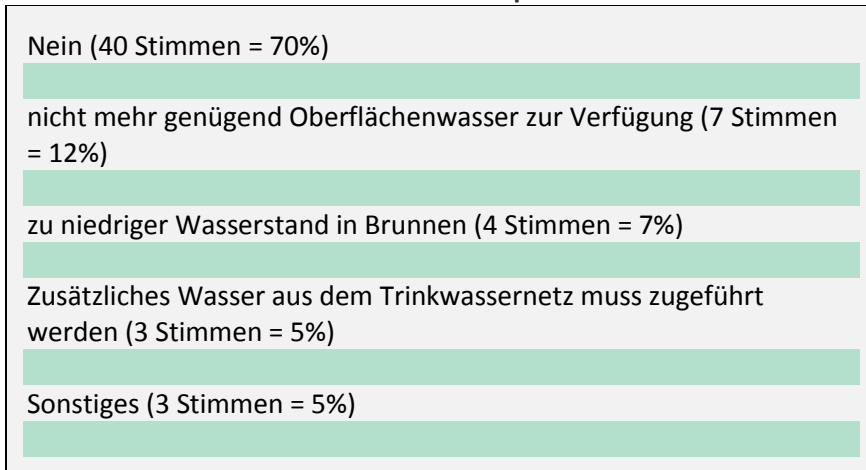 Nein (40 Stimmen = 70%)
nicht mehr genügend Oberflächenwasser zur Verfügung (7 Stimmen
= 12%)
zu niedriger Wasserstand in Brunnen (4 Stimmen = 7%)
Zusätzliches Wasser aus dem Trinkwassernetz muss zugeführt
werden (3 Stimmen = 5%)
Sonstiges (3 Stimmen = 5%)